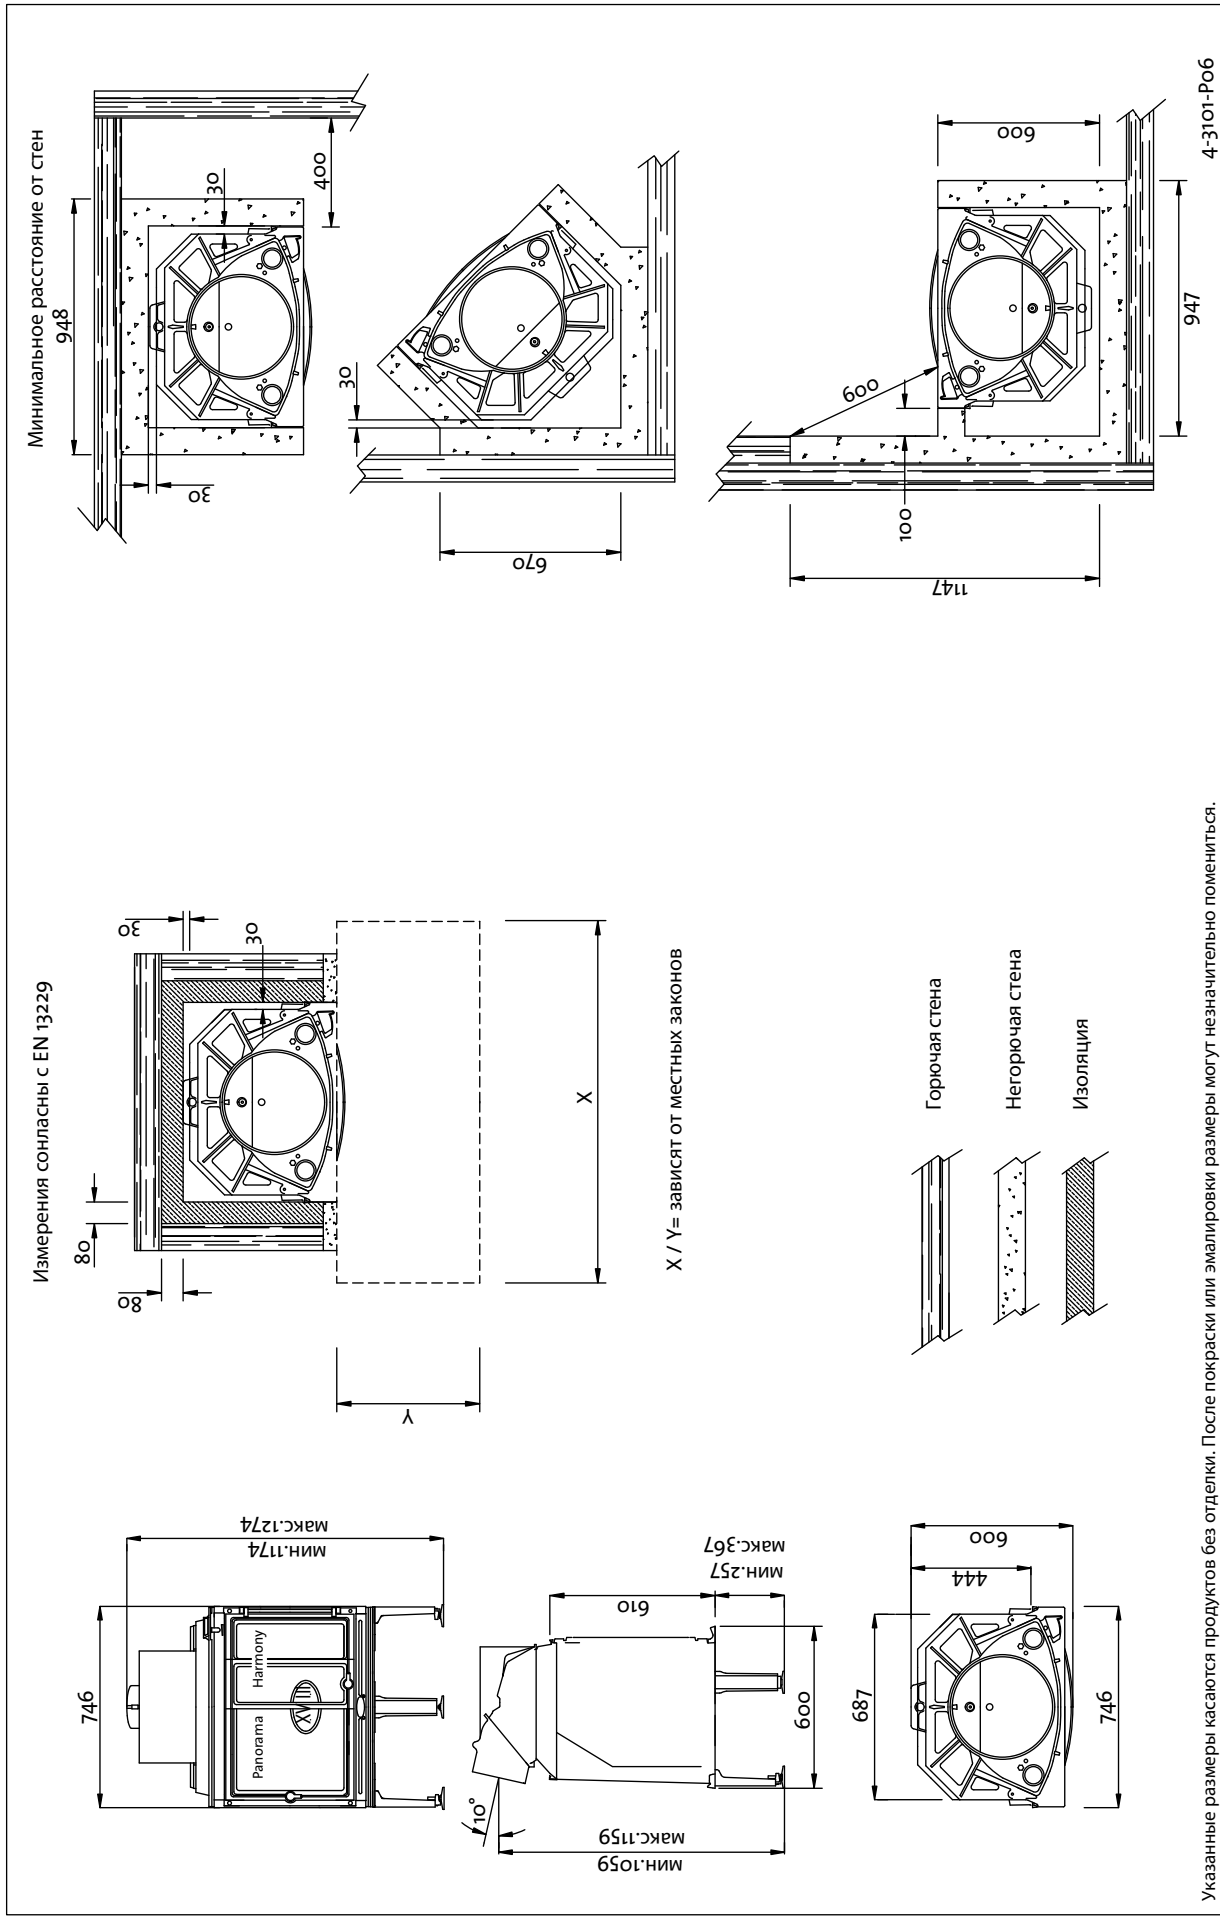 Минимальное расстояние от стен
948
30
400
30
30
670
600
600
100
1147
947
4-3101-P06
Измерения сонласны с EN 13229
30
30
80
80
X
Y
X / Y= зависят от местных законов
Горючая стена
Негорючая стена
Изоляция
746
мин.1174
макс.1274
Panorama
Harmony
XVIII
10°
610
мин.257
макс.367
600
мин.1059
макс.1159
687
444
600
746
Указанные размеры касаются продуктов без отделки. После покраски или эмалировки размеры могут незначительно помениться.